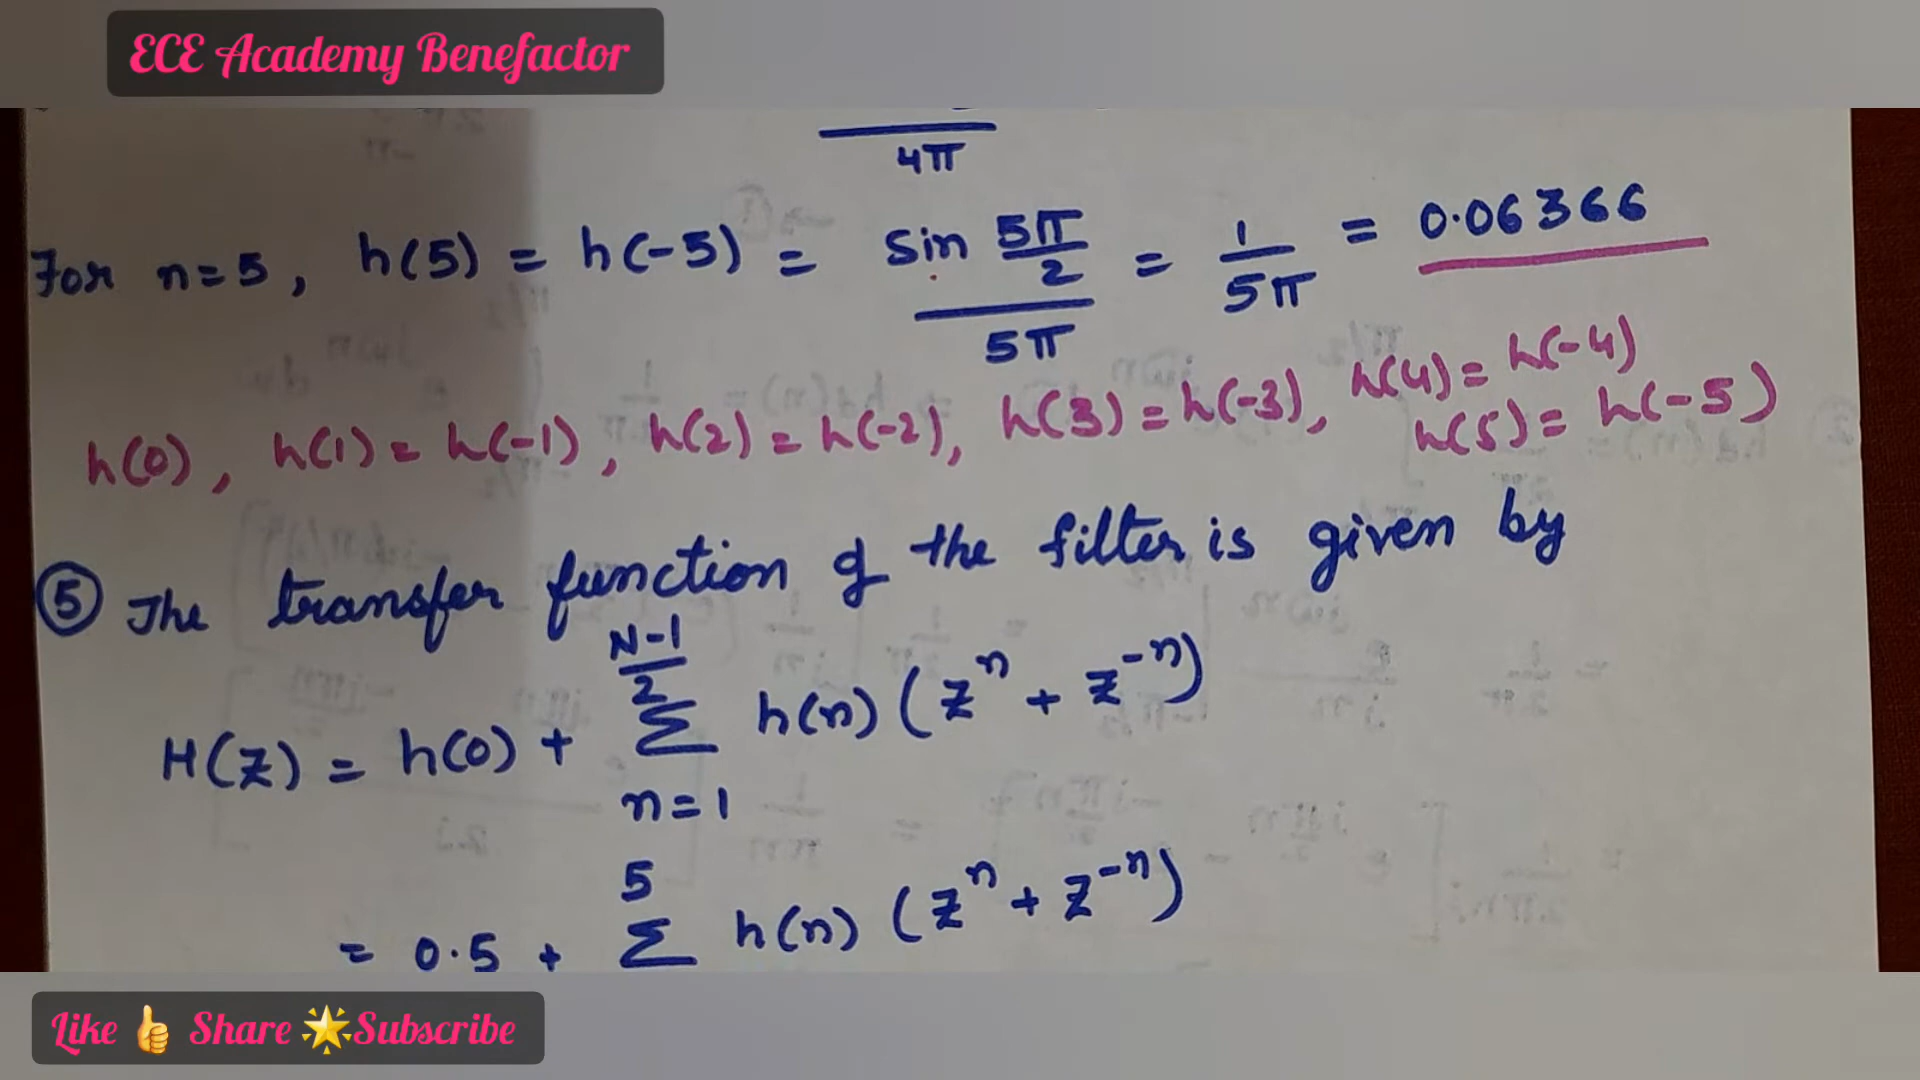 ECE Academy Benefactor
4π
For n=5, h(5) = h(-5) = Sin 5π/2 / 5π = 1/5π = 0.06366
h(0), h(1) = h(-1), h(2) = h(-2), h(3) = h(-3), h(4) = h(-4)
h(5) = h(-5)
⑤ The transfer function of the filter is given by
H(Z) = h(0) + Σ_{n=1}^{N-1/2} h(n) (z^n + z^-n)
= 0.5 + Σ^5 h(n) (z^n + z^-n)
Like 👍 Share 🌟Subscribe